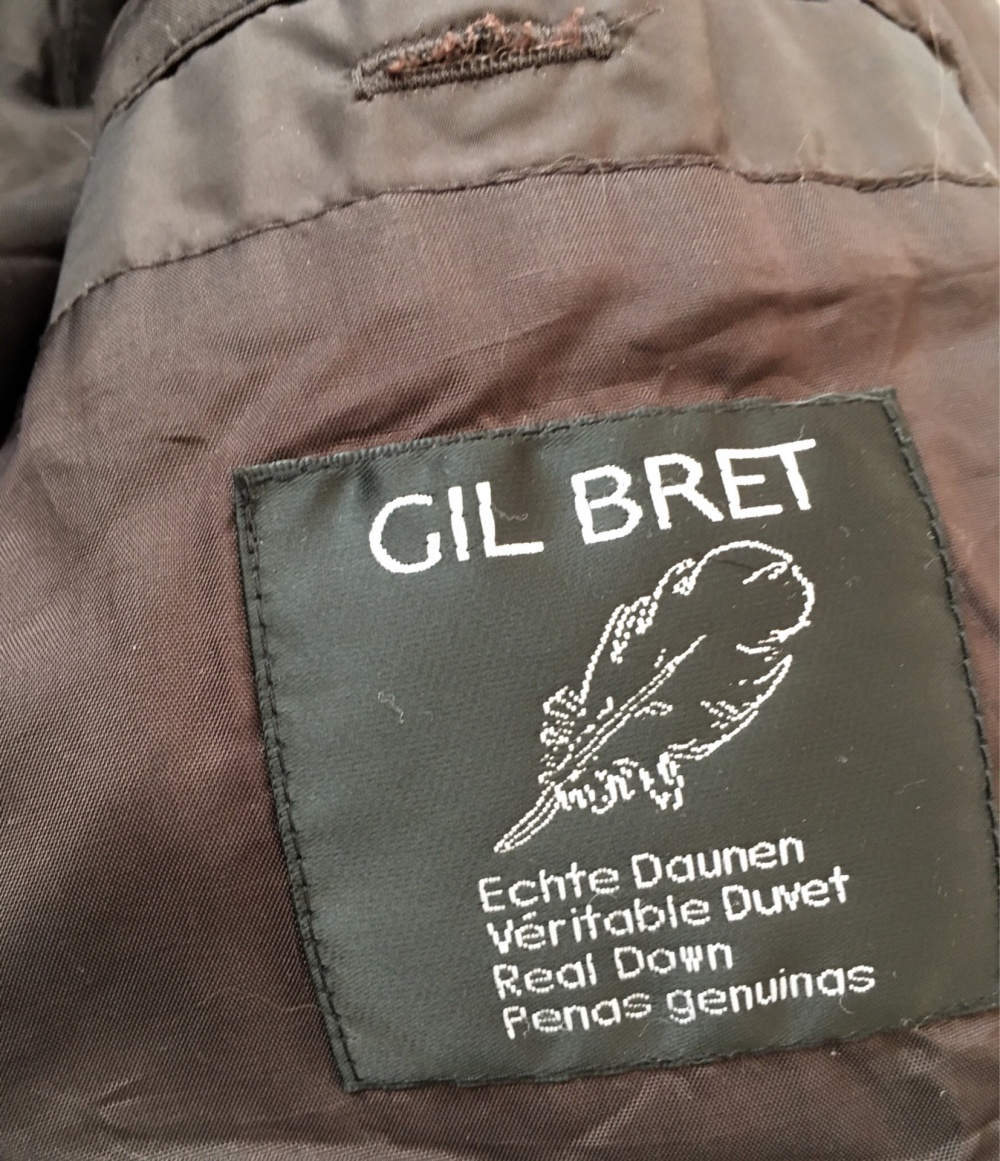 GIL BRET
Echte Daunen
Véritable Duvet
Real Down
Penas genuinas